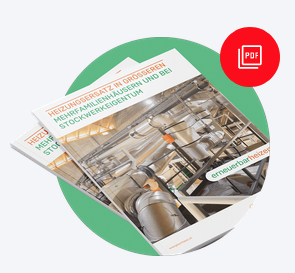 PDF
HEIZUNGSERSATZ IN GRÖSSEREN
MEHRFAMILIENHÄUSERN UND BEI
STOCKWERKEIGENTUM
erneuerbarheizen